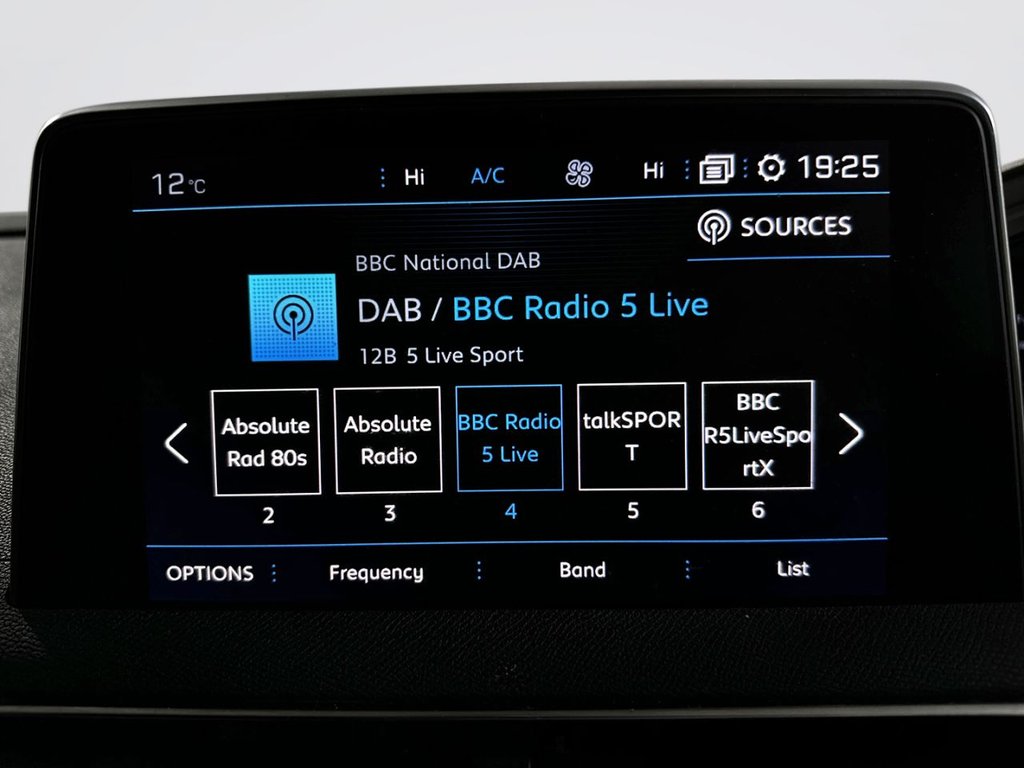 12°C
Hi
A/C
Hi
19:25
SOURCES
BBC National DAB
DAB / BBC Radio 5 Live
12B 5 Live Sport
Absolute
Rad 80s
Absolute
Radio
BBC Radio
5 Live
talkSPOR
T
BBC
R5LiveSpo
rtX
2
3
4
5
6
OPTIONS
Frequency
Band
List